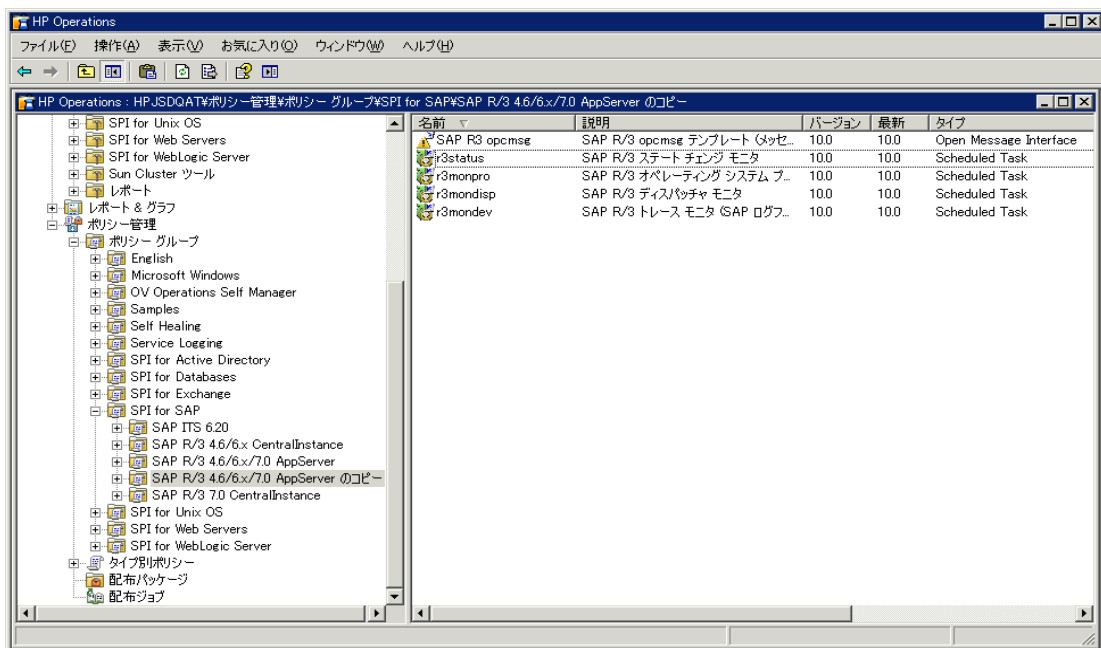 HP Operations
ファイル(F) 操作(A) 表示(V) お気に入り(O) ウィンドウ(W) ヘルプ(H)
HP Operations : HPJSDQAT¥ポリシー管理¥ポリシー グループ¥SPI for SAP¥SAP R/3 4.6/6.x/7.0 AppServer のコピー
SPI for Unix OS
SPI for Web Servers
SPI for WebLogic Server
Sun Cluster ツール
レポート
レポート & グラフ
ポリシー管理
ポリシー グループ
English
Microsoft Windows
OV Operations Self Manager
Samples
Self Healing
Service Logging
SPI for Active Directory
SPI for Databases
SPI for Exchange
SPI for SAP
SAP ITS 6.20
SAP R/3 4.6/6.x CentralInstance
SAP R/3 4.6/6.x/7.0 AppServer
SAP R/3 4.6/6.x/7.0 AppServer のコピー
SAP R/3 7.0 CentralInstance
SPI for Unix OS
SPI for Web Servers
SPI for WebLogic Server
タイプ別ポリシー
配布パッケージ
配布ジョブ
名前 説明 バージョン 最新 タイプ
SAP R3 opcmsg SAP R/3 opcmsg テンプレート (メッセ... 10.0 10.0 Open Message Interface
r3status SAP R/3 ステート チェンジ モニタ 10.0 10.0 Scheduled Task
r3monpro SAP R/3 オペレーティング システム プ... 10.0 10.0 Scheduled Task
r3mondisp SAP R/3 ディスパッチャ モニタ 10.0 10.0 Scheduled Task
r3mondev SAP R/3 トレース モニタ (SAP ログフ... 10.0 10.0 Scheduled Task